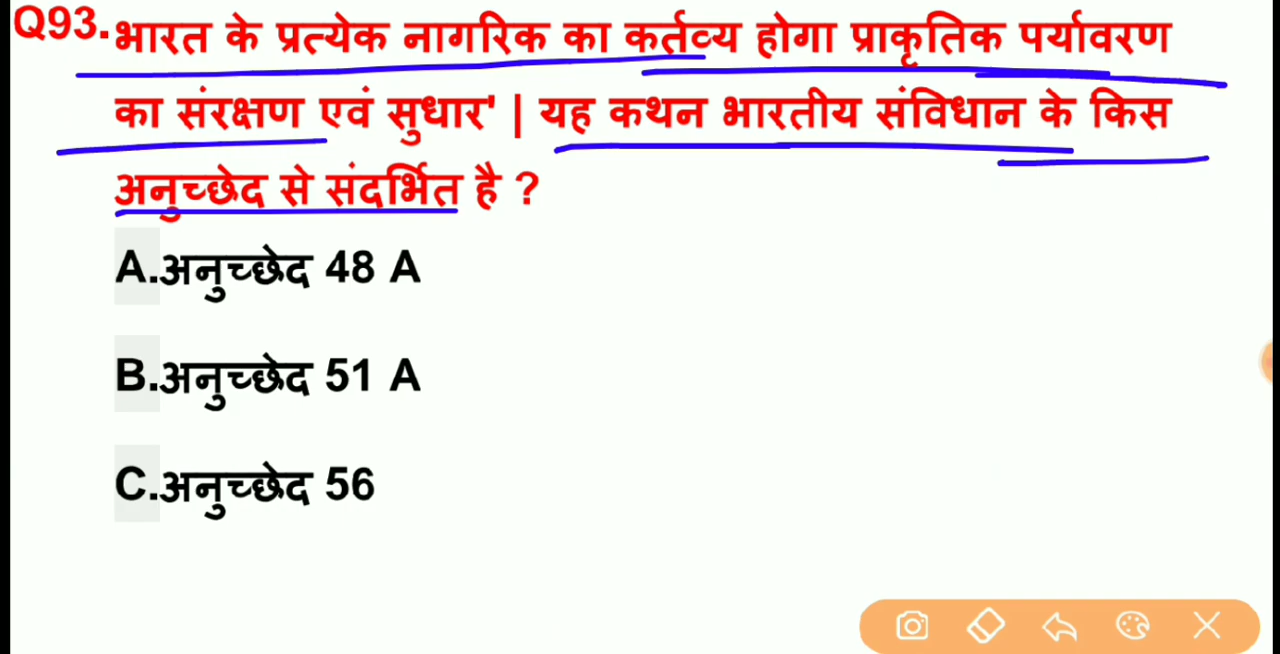 Q93.भारत के प्रत्येक नागरिक का कर्तव्य होगा प्राकृतिक पर्यावरण
का संरक्षण एवं सुधार' | यह कथन भारतीय संविधान के किस
अनुच्छेद से संदर्भित है ?
A.अनुच्छेद 48 A
B.अनुच्छेद 51 A
C.अनुच्छेद 56